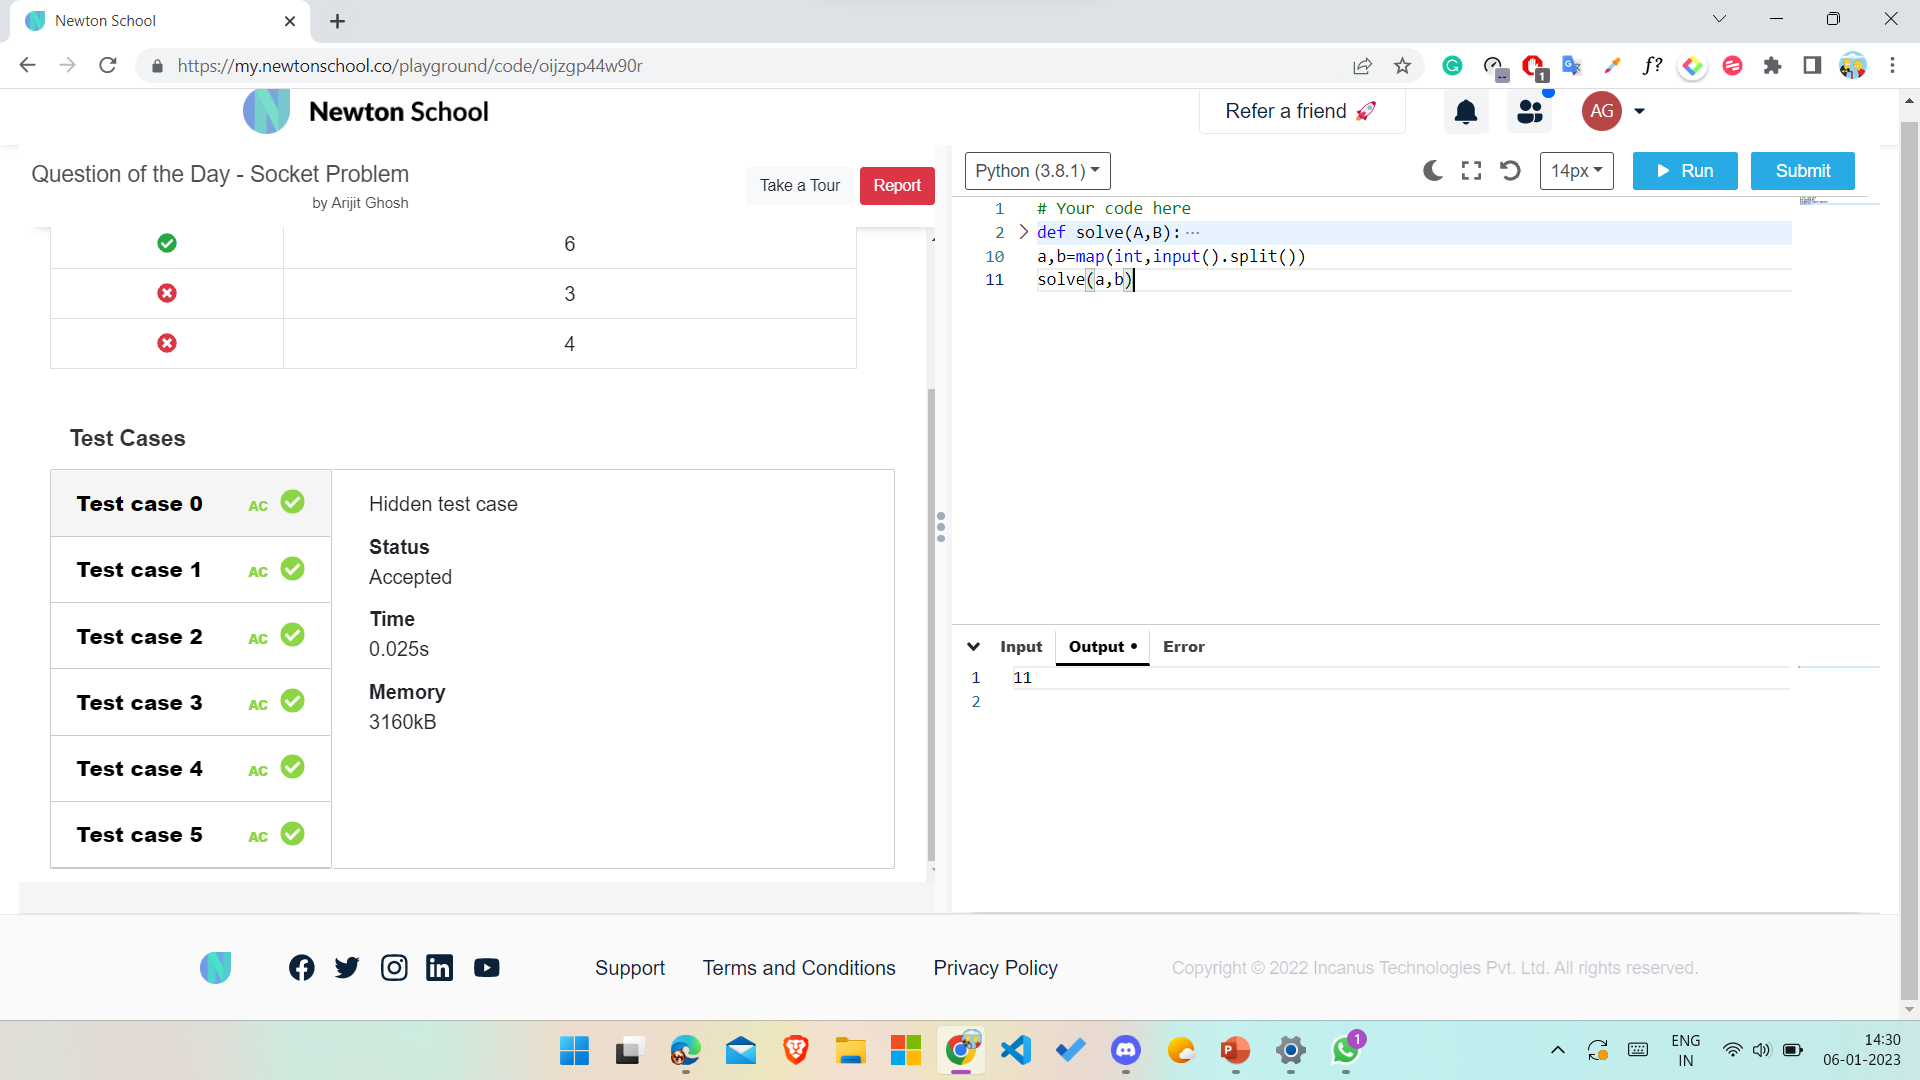 Newton School
https://my.newtonschool.co/playground/code/oijzgp44w90r
1
Newton School
Refer a friend 🚀
AG
Question of the Day - Socket Problem
by Arijit Ghosh
Take a Tour
Report
6
3
4
Test Cases
Test case 0 AC
Test case 1 AC
Test case 2 AC
Test case 3 AC
Test case 4 AC
Test case 5 AC
Hidden test case
Status
Accepted
Time
0.025s
Memory
3160kB
Python (3.8.1)
14px
Run
Submit
1 # Your code here
2 def solve(A,B):···
10 a,b=map(int,input().split())
11 solve(a,b)
Input
Output •
Error
1 11
2
Support
Terms and Conditions
Privacy Policy
Copyright © 2022 Incanus Technologies Pvt. Ltd. All rights reserved.
1
ENG
IN
14:30
06-01-2023